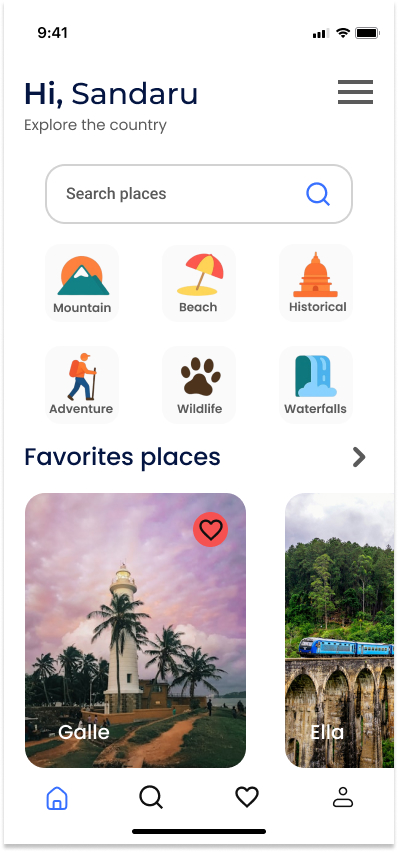 9:41
Hi, Sandaru
Explore the country
Search places
Mountain
Beach
Historical
Adventure
Wildlife
Waterfalls
Favorites places
Galle
Ella